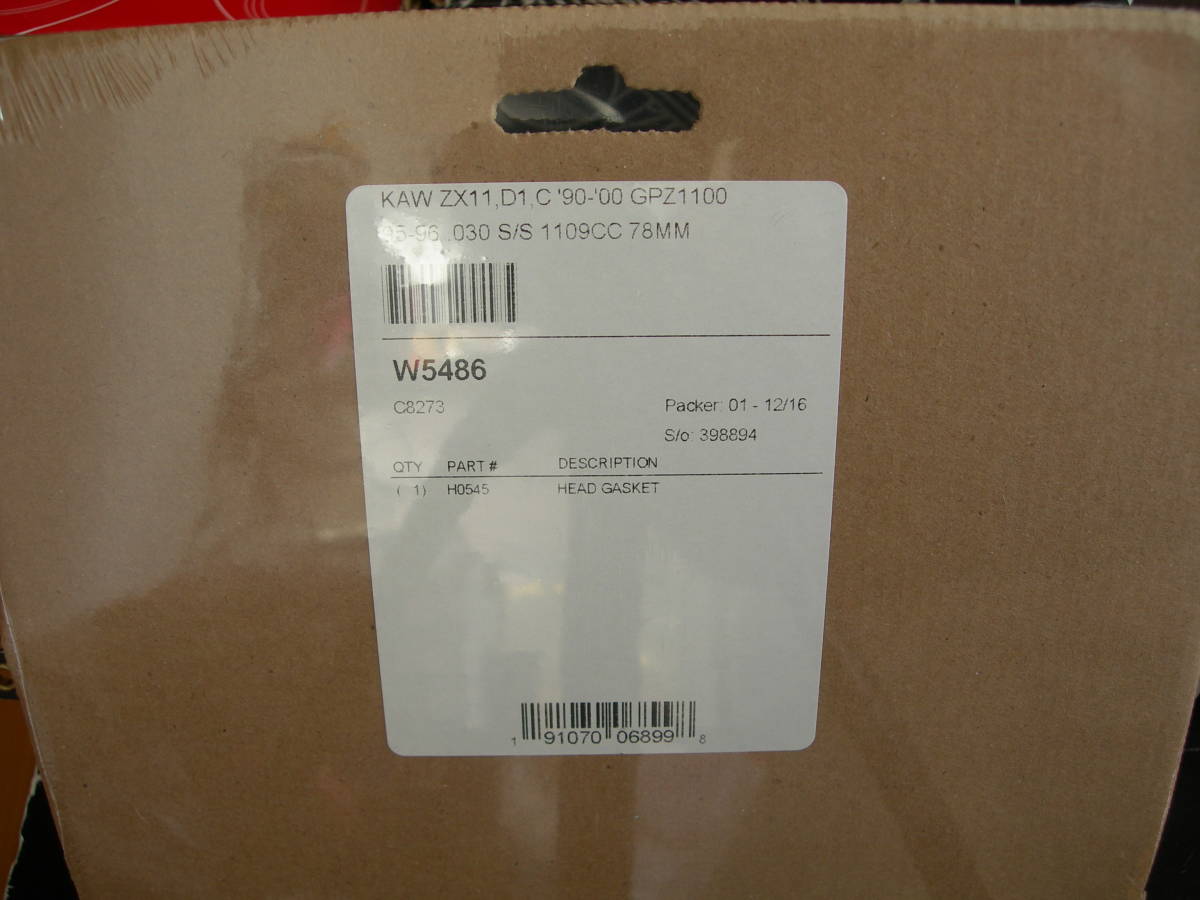 KAW ZX11,D1,C '90-'00 GPZ1100
95-96 .030 S/S 1109CC 78MM
W5486
C8273
Packer: 01 - 12/16
S/o: 398894
QTY PART # DESCRIPTION
( 1) H0545 HEAD GASKET
1 91070 06899 8